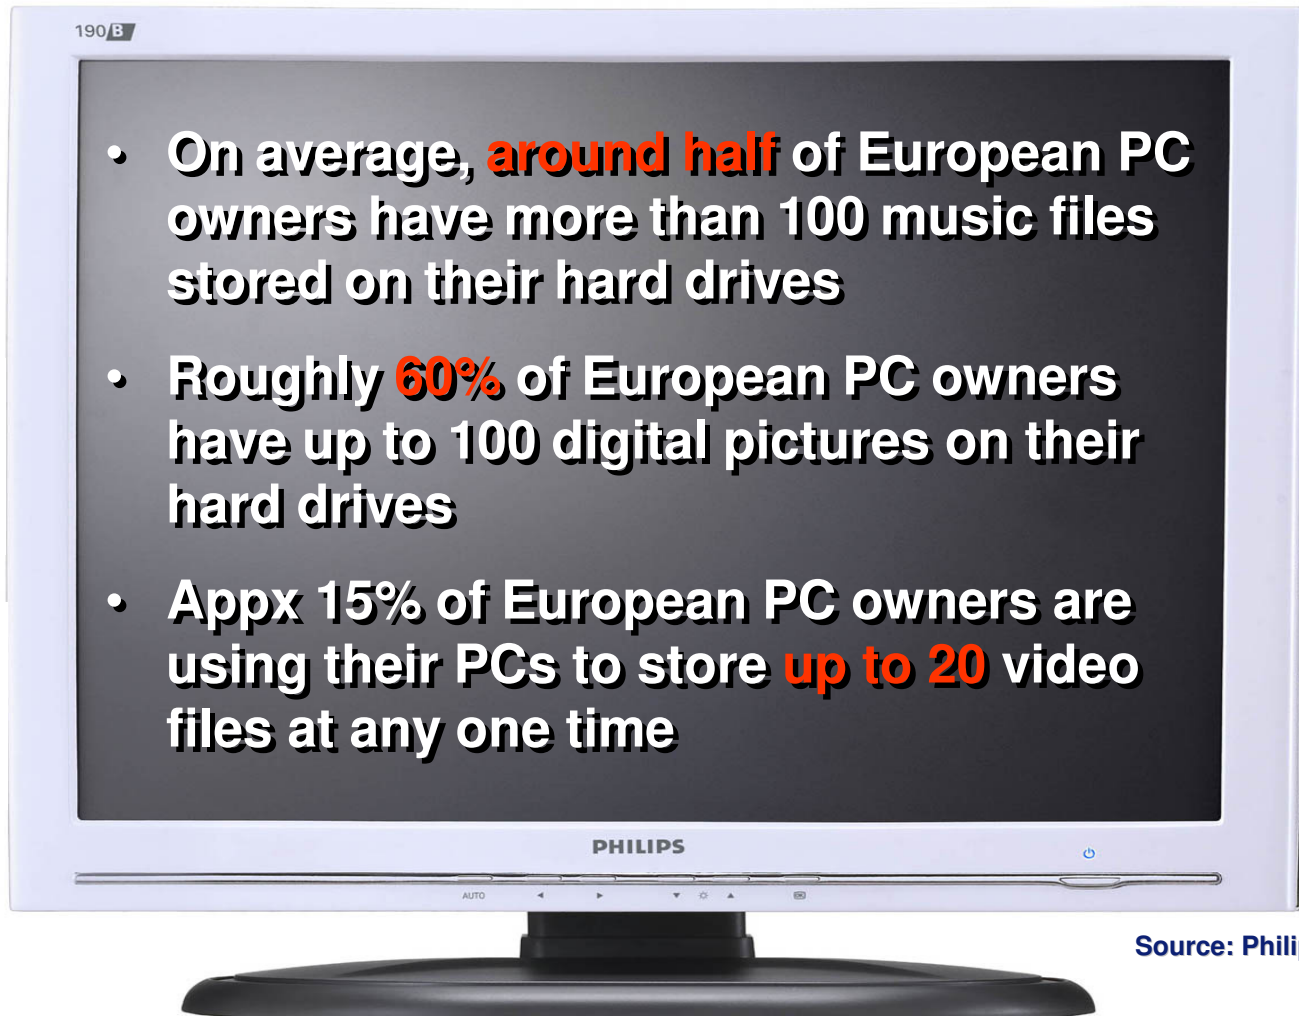 190B
• On average, around half of European PC
owners have more than 100 music files
stored on their hard drives
• Roughly 60% of European PC owners
have up to 100 digital pictures on their
hard drives
• Appx 15% of European PC owners are
using their PCs to store up to 20 video
files at any one time
PHILIPS
AUTO
Source: